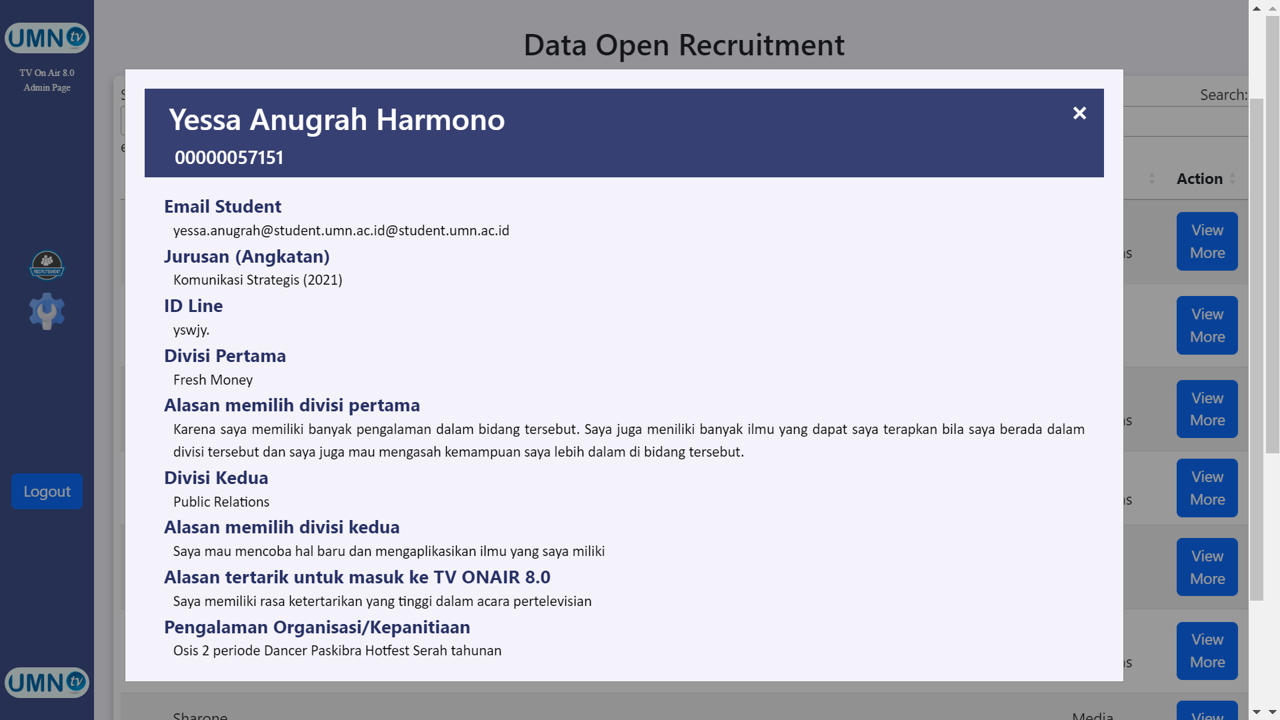 UMN tv
TV On Air 8.0
Admin Page
RECRUITMENT
Logout
UMN tv
Data Open Recruitment
Search:
Action
Yessa Anugrah Harmono
×
00000057151
Email Student
yessa.anugrah@student.umn.ac.id@student.umn.ac.id
Jurusan (Angkatan)
Komunikasi Strategis (2021)
ID Line
yswjy.
Divisi Pertama
Fresh Money
Alasan memilih divisi pertama
Karena saya memiliki banyak pengalaman dalam bidang tersebut. Saya juga meniliki banyak ilmu yang dapat saya terapkan bila saya berada dalam
divisi tersebut dan saya juga mau mengasah kemampuan saya lebih dalam di bidang tersebut.
Divisi Kedua
Public Relations
Alasan memilih divisi kedua
Saya mau mencoba hal baru dan mengaplikasikan ilmu yang saya miliki
Alasan tertarik untuk masuk ke TV ONAIR 8.0
Saya memiliki rasa ketertarikan yang tinggi dalam acara pertelevisian
Pengalaman Organisasi/Kepanitiaan
Osis 2 periode Dancer Paskibra Hotfest Serah tahunan
View
More
View
More
View
More
View
More
View
More
View
More
Sharone
Media
View